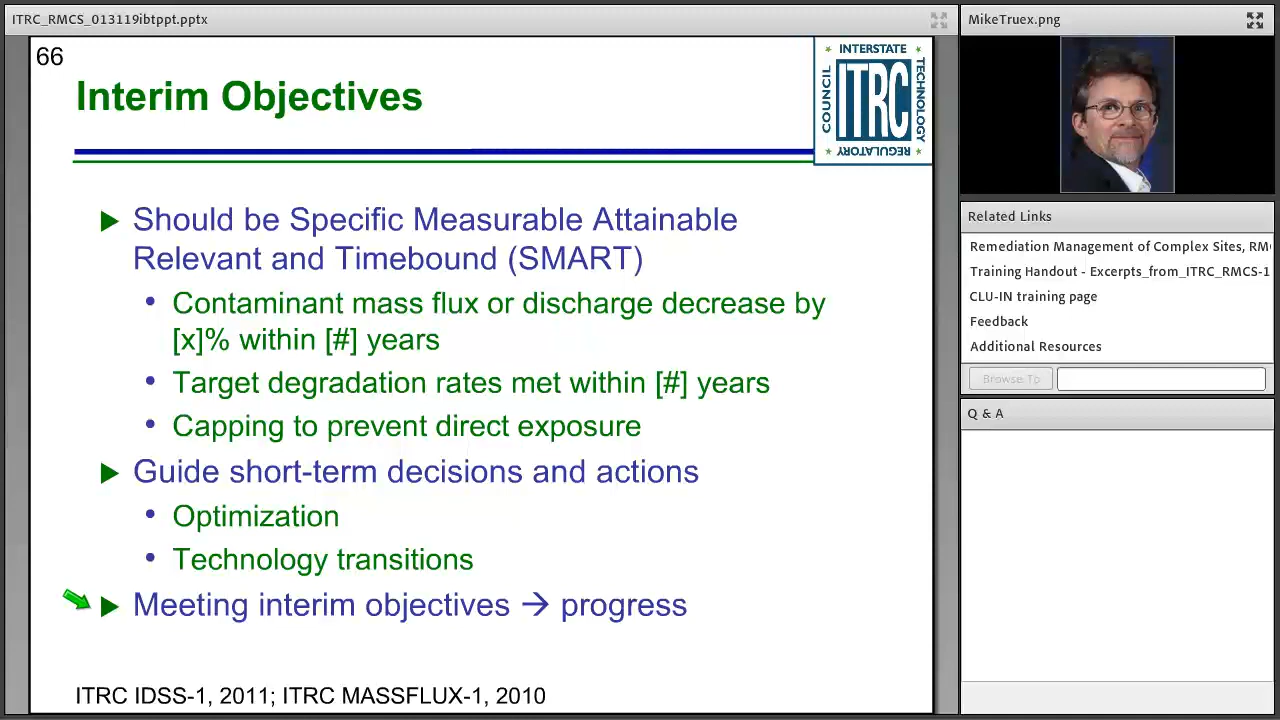 ITRC_RMCS_013119ibtppt.pptx
66
Interim Objectives
INTERSTATE
TECHNOLOGY
REGULATORY
COUNCIL
ITRC
Should be Specific Measurable Attainable
Relevant and Timebound (SMART)
Contaminant mass flux or discharge decrease by
[x]% within [#] years
Target degradation rates met within [#] years
Capping to prevent direct exposure
Guide short-term decisions and actions
Optimization
Technology transitions
Meeting interim objectives → progress
ITRC IDSS-1, 2011; ITRC MASSFLUX-1, 2010
MikeTruex.png
Related Links
Remediation Management of Complex Sites, RM
Training Handout - Excerpts_from_ITRC_RMCS-1
CLU-IN training page
Feedback
Additional Resources
Browse To
Q & A